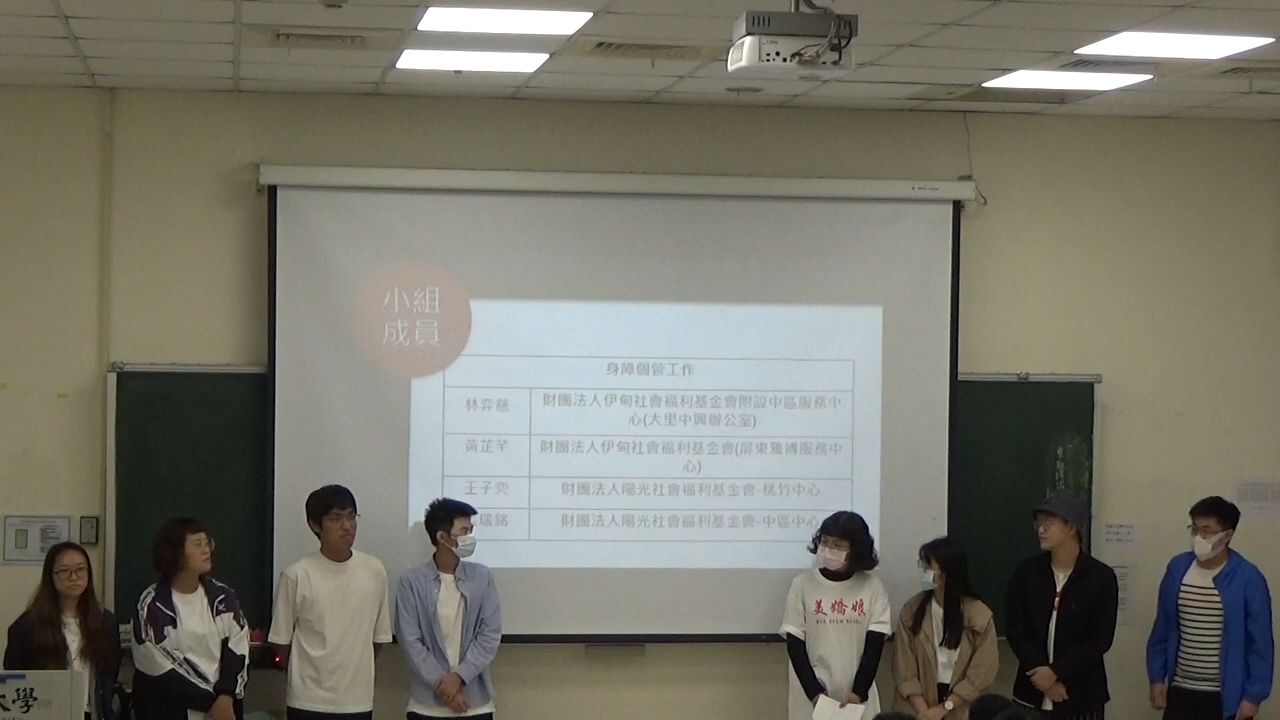 小組
成員
身障個管工作
林弈慈
財團法人伊甸社會福利基金會附設中區服務中
心(大里中興辦公室)
黃芷芊
財團法人伊甸社會福利基金會(屏東雅博服務中
心)
王子奕
財團法人陽光社會福利基金會-桃竹中心
瑞銘
財團法人陽光社會福利基金會-中區中心
美嬌娘
大學